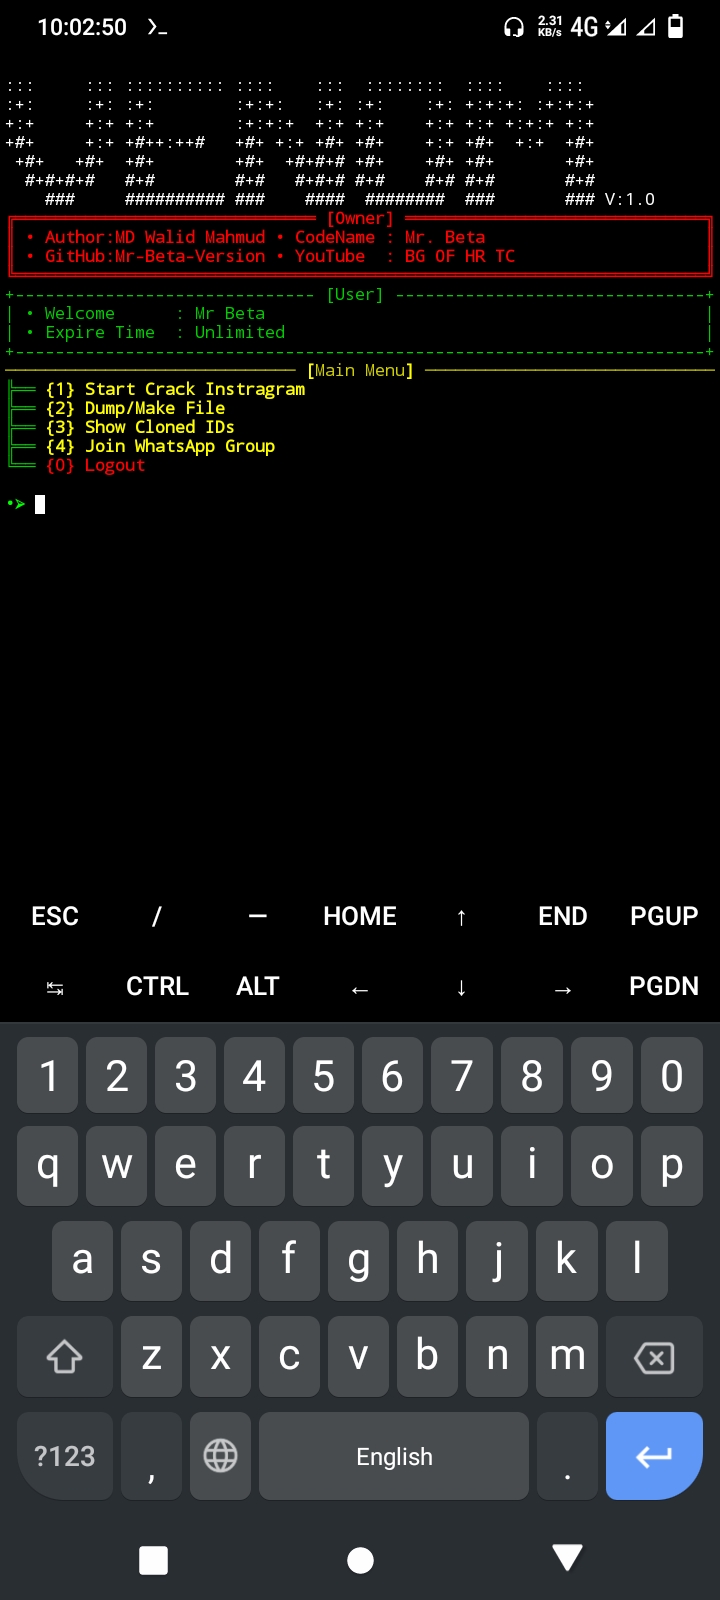 10:02:50
2.31 KB/s 4G
VENOM
V:1.0
[Owner]
• Author:MD Walid Mahmud • CodeName : Mr. Beta
• GitHub:Mr-Beta-Version • YouTube : BG OF HR TC
[User]
• Welcome : Mr Beta
• Expire Time : Unlimited
[Main Menu]
{1} Start Crack Instragram
{2} Dump/Make File
{3} Show Cloned IDs
{4} Join WhatsApp Group
{0} Logout
ESC / — HOME ↑ END PGUP
↹ CTRL ALT ← ↓ → PGDN
1 2 3 4 5 6 7 8 9 0
q w e r t y u i o p
a s d f g h j k l
z x c v b n m
?123 , English .